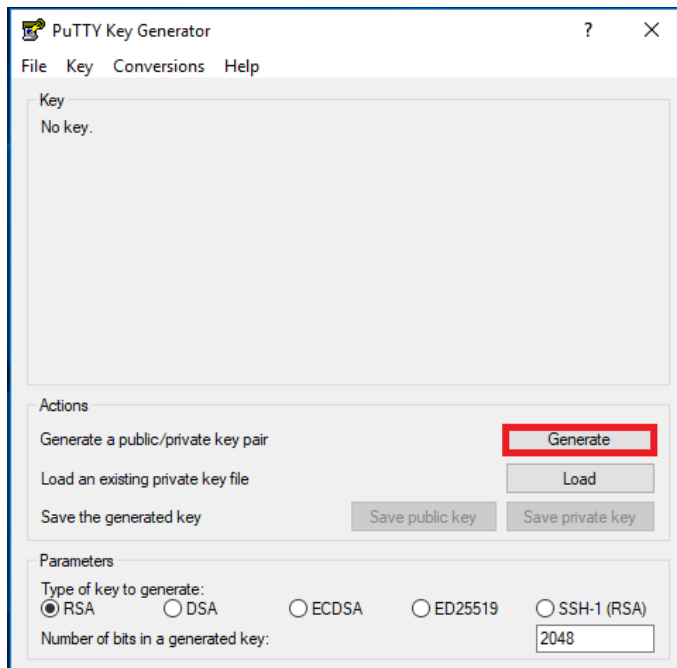 PuTTY Key Generator ?
File Key Conversions Help
Key
No key.
Actions
Generate a public/private key pair Generate
Load an existing private key file Load
Save the generated key Save public key Save private key
Parameters
Type of key to generate:
RSA DSA ECDSA ED25519 SSH-1 (RSA)
Number of bits in a generated key: 2048